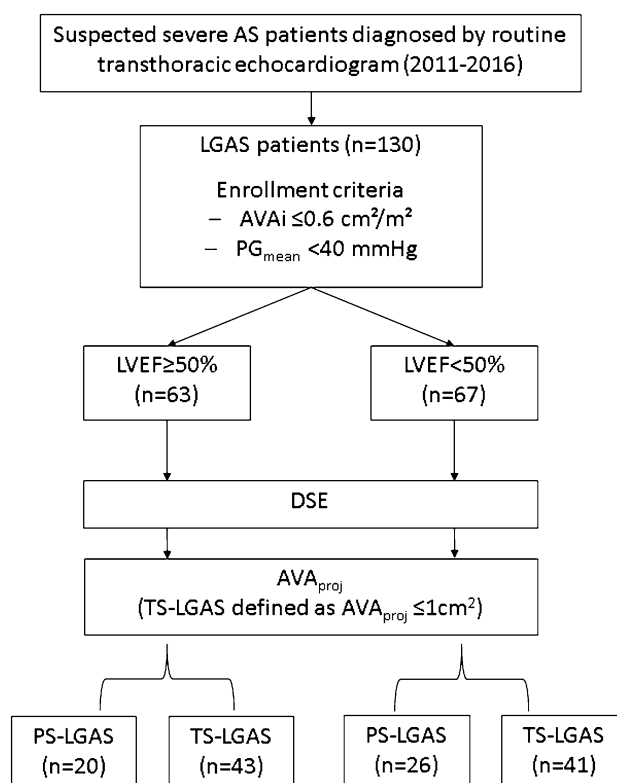 Suspected severe AS patients diagnosed by routine
transthoracic echocardiogram (2011-2016)
LGAS patients (n=130)
Enrollment criteria
– AVAi ≤0.6 cm²/m²
– PGmean <40 mmHg
LVEF≥50%
(n=63)
LVEF<50%
(n=67)
DSE
AVAproj
(TS-LGAS defined as AVAproj ≤1cm²)
PS-LGAS
(n=20)
TS-LGAS
(n=43)
PS-LGAS
(n=26)
TS-LGAS
(n=41)